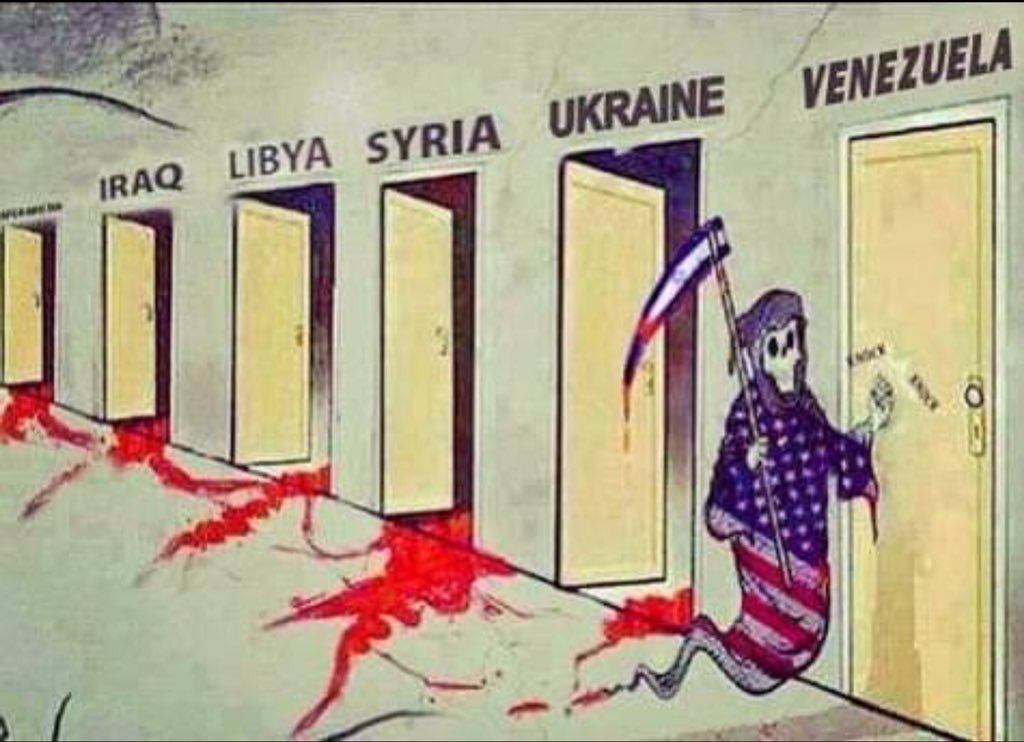 IRAQ
LIBYA
SYRIA
UKRAINE
VENEZUELA
KNOCK
KNOCK